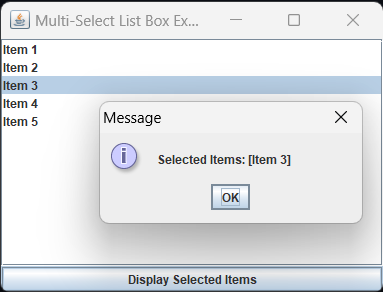 Multi-Select List Box Ex...
Item 1
Item 2
Item 3
Item 4
Item 5
Message
Selected Items: [Item 3]
OK
Display Selected Items